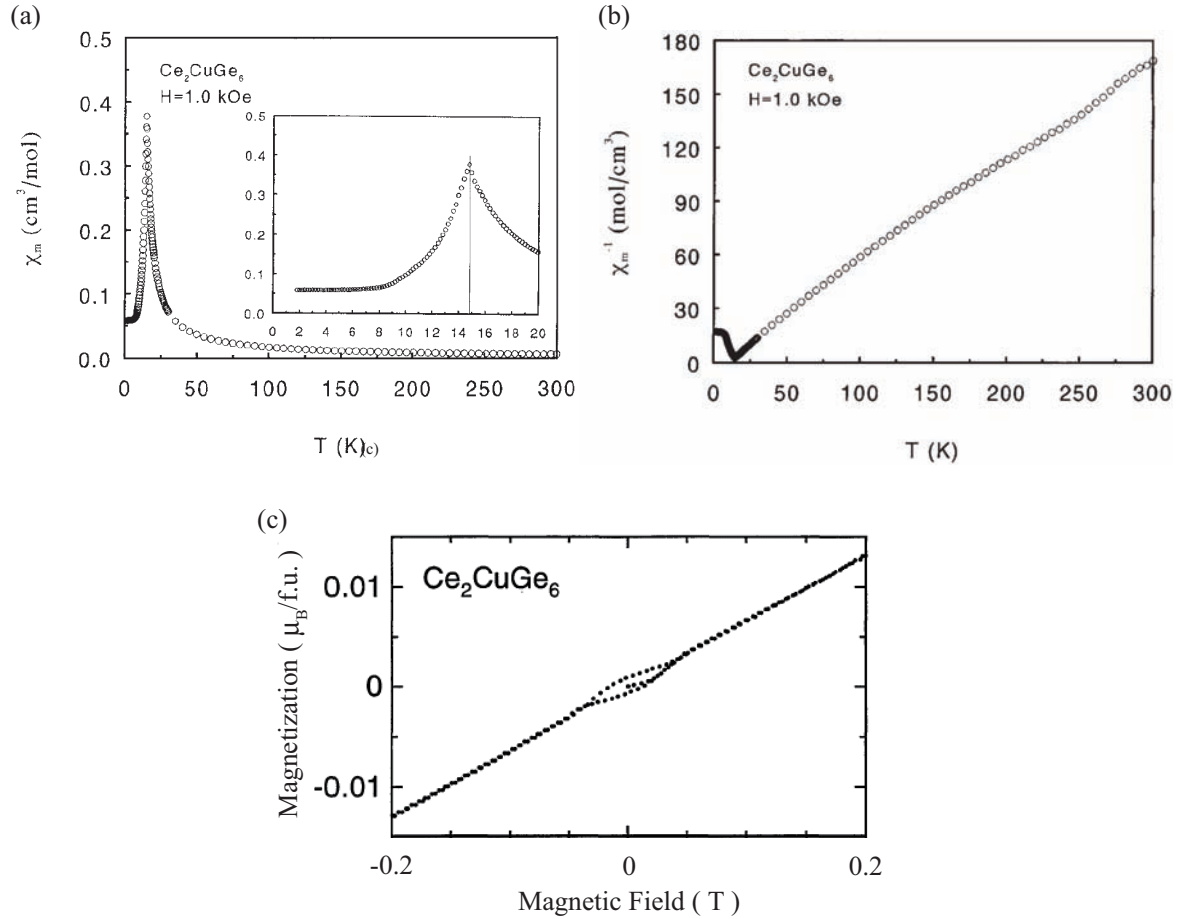 (a)
0.5
0.4
0.3
0.2
0.1
0.0
χm (cm³/mol)
Ce₂CuGe₆
H=1.0 kOe
0.5
0.4
0.3
0.2
0.1
0.0
0 2 4 6 8 10 12 14 16 18 20
0 50 100 150 200 250 300
T (K)(c)
(b)
180
150
120
90
60
30
0
χm⁻¹ (mol/cm³)
Ce₂CuGe₆
H=1.0 kOe
0 50 100 150 200 250 300
T (K)
(c)
Magnetization ( μB/f.u. )
Ce₂CuGe₆
0.01
0
-0.01
-0.2 0 0.2
Magnetic Field ( T )